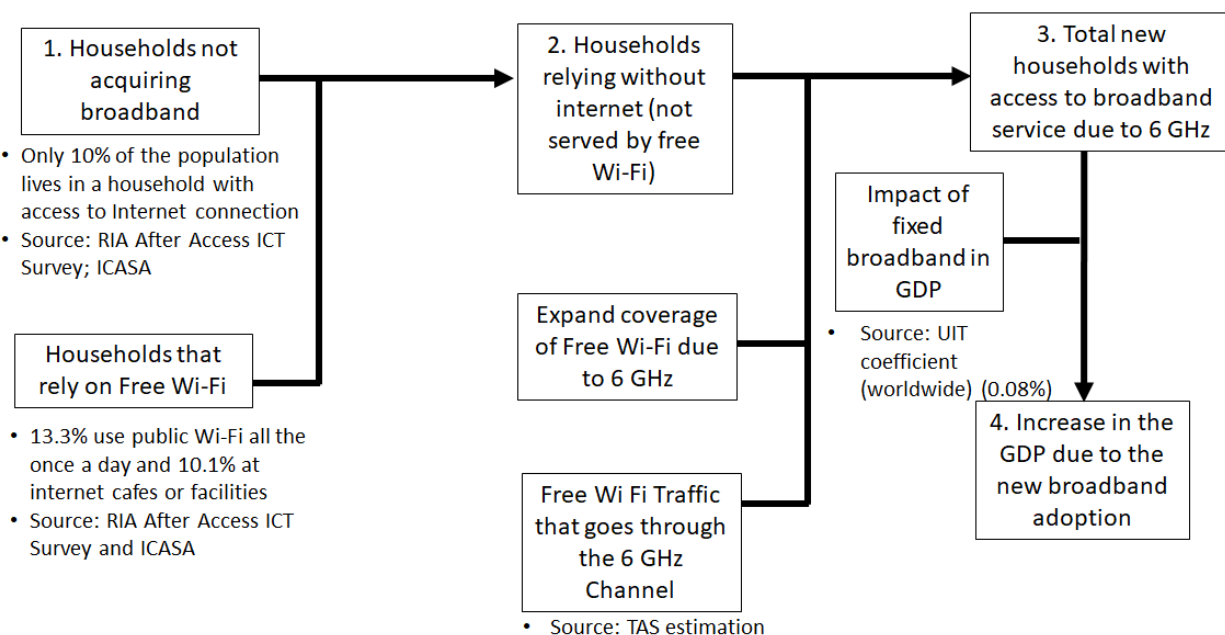 1. Households not
acquiring
broadband
• Only 10% of the population
lives in a household with
access to Internet connection
• Source: RIA After Access ICT
Survey; ICASA
Households that
rely on Free Wi-Fi
• 13.3% use public Wi-Fi all the
once a day and 10.1% at
internet cafes or facilities
• Source: RIA After Access ICT
Survey and ICASA
2. Households
relying without
internet (not
served by free
Wi-Fi)
Expand coverage
of Free Wi-Fi due
to 6 GHz
Free Wi Fi Traffic
that goes through
the 6 GHz
Channel
• Source: TAS estimation
3. Total new
households with
access to broadband
service due to 6 GHz
Impact of
fixed
broadband in
GDP
• Source: UIT
coefficient
(worldwide) (0.08%)
4. Increase in the
GDP due to the
new broadband
adoption